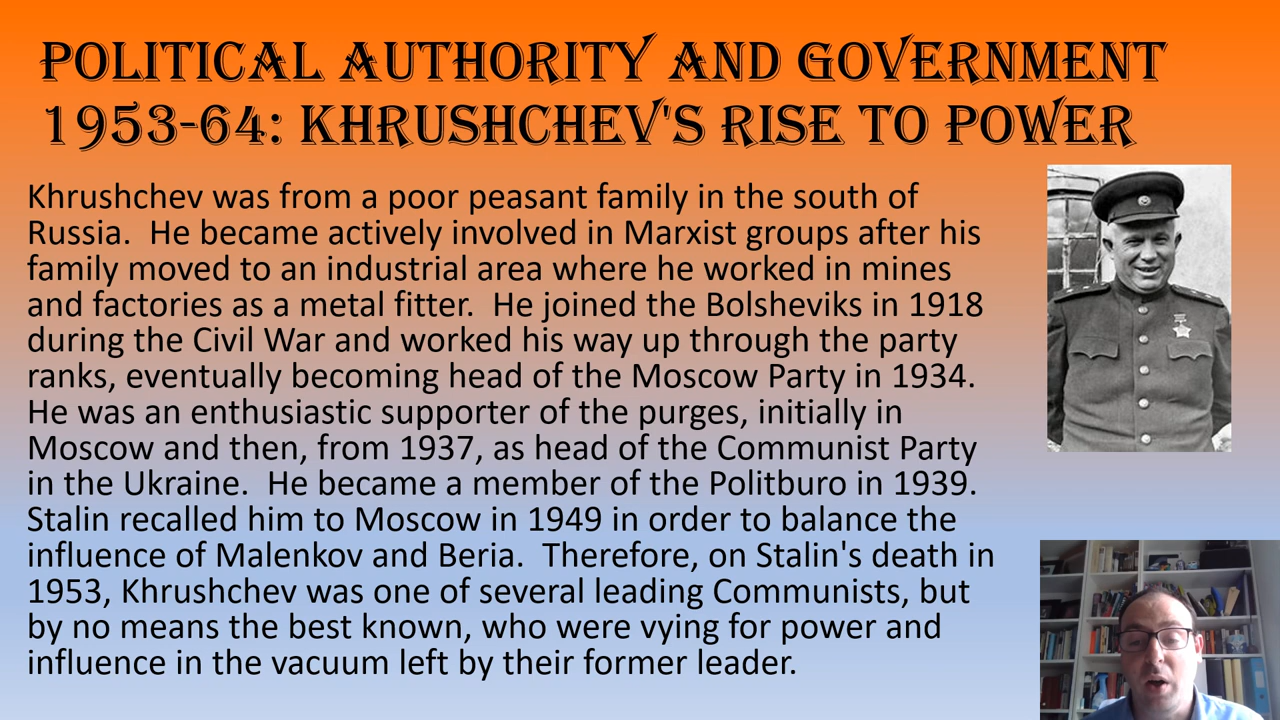 POLITICAL AUTHORITY AND GOVERNMENT
1953-64: KHRUSHCHEV'S RISE TO POWER
Khrushchev was from a poor peasant family in the south of
Russia.  He became actively involved in Marxist groups after his
family moved to an industrial area where he worked in mines
and factories as a metal fitter.  He joined the Bolsheviks in 1918
during the Civil War and worked his way up through the party
ranks, eventually becoming head of the Moscow Party in 1934.
He was an enthusiastic supporter of the purges, initially in
Moscow and then, from 1937, as head of the Communist Party
in the Ukraine.  He became a member of the Politburo in 1939.
Stalin recalled him to Moscow in 1949 in order to balance the
influence of Malenkov and Beria.  Therefore, on Stalin's death in
1953, Khrushchev was one of several leading Communists, but
by no means the best known, who were vying for power and
influence in the vacuum left by their former leader.